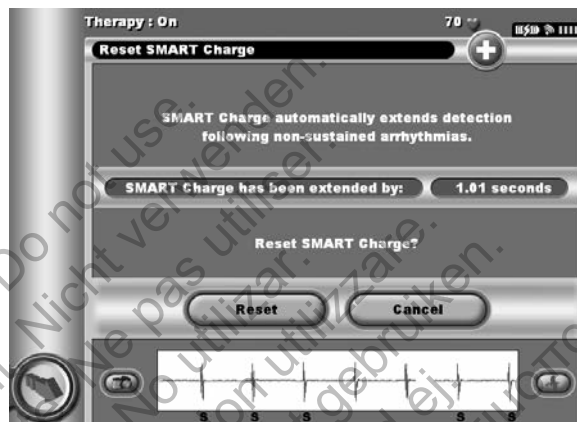 Therapy : On 70
Reset SMART Charge
SMART Charge automatically extends detection
following non-sustained arrhythmias.
SMART Charge has been extended by: 1.01 seconds
Reset SMART Charge?
Reset Cancel
S S S S S
Do not use.
Nicht verwenden.
Ne pas utiliser.
No utilizar.
utilizzare.
gebruiken.
ej